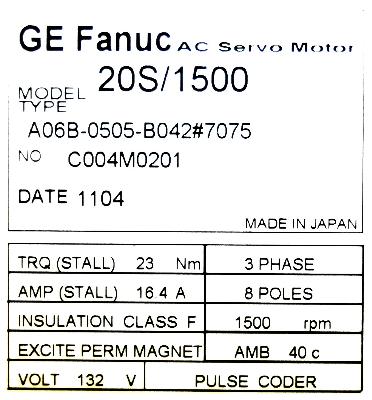 GE Fanuc AC Servo Motor
MODEL 20S/1500
TYPE
A06B-0505-B042#7075
NO C004M0201
DATE 1104
MADE IN JAPAN
TRQ (STALL) 23 Nm 3 PHASE
AMP (STALL) 16.4 A 8 POLES
INSULATION CLASS F 1500 rpm
EXCITE PERM MAGNET AMB 40 c
VOLT 132 V PULSE CODER